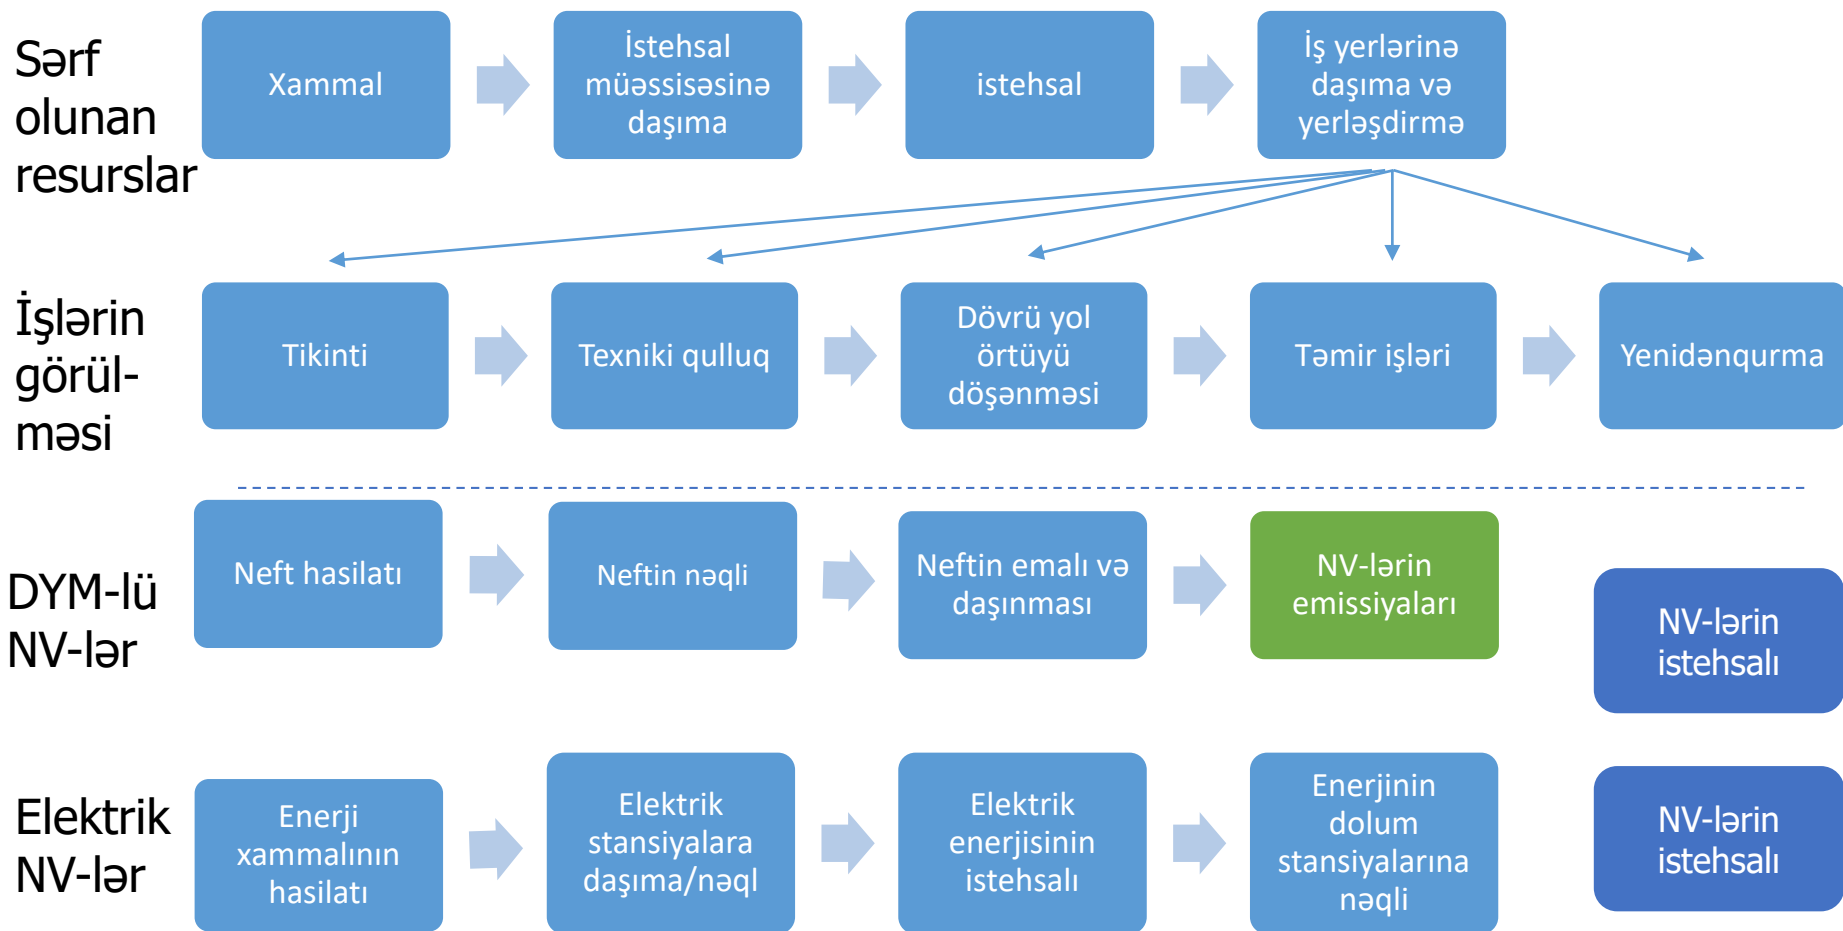 Sərf
olunan
resurslar
Xammal
İstehsal
müəssisəsinə
daşıma
istehsal
İş yerlərinə
daşıma və
yerləşdirmə
İşlərin
görül-
məsi
Tikinti
Texniki qulluq
Dövrü yol
örtüyü
döşənməsi
Təmir işləri
Yenidənqurma
DYM-lü
NV-lər
Neft hasilatı
Neftin nəqli
Neftin emalı və
daşınması
NV-lərin
emissiyaları
NV-lərin
istehsalı
Elektrik
NV-lər
Enerji
xammalının
hasilatı
Elektrik
stansiyalara
daşıma/nəql
Elektrik
enerjisinin
istehsalı
Enerjinin
dolum
stansiyalarına
nəqli
NV-lərin
istehsalı